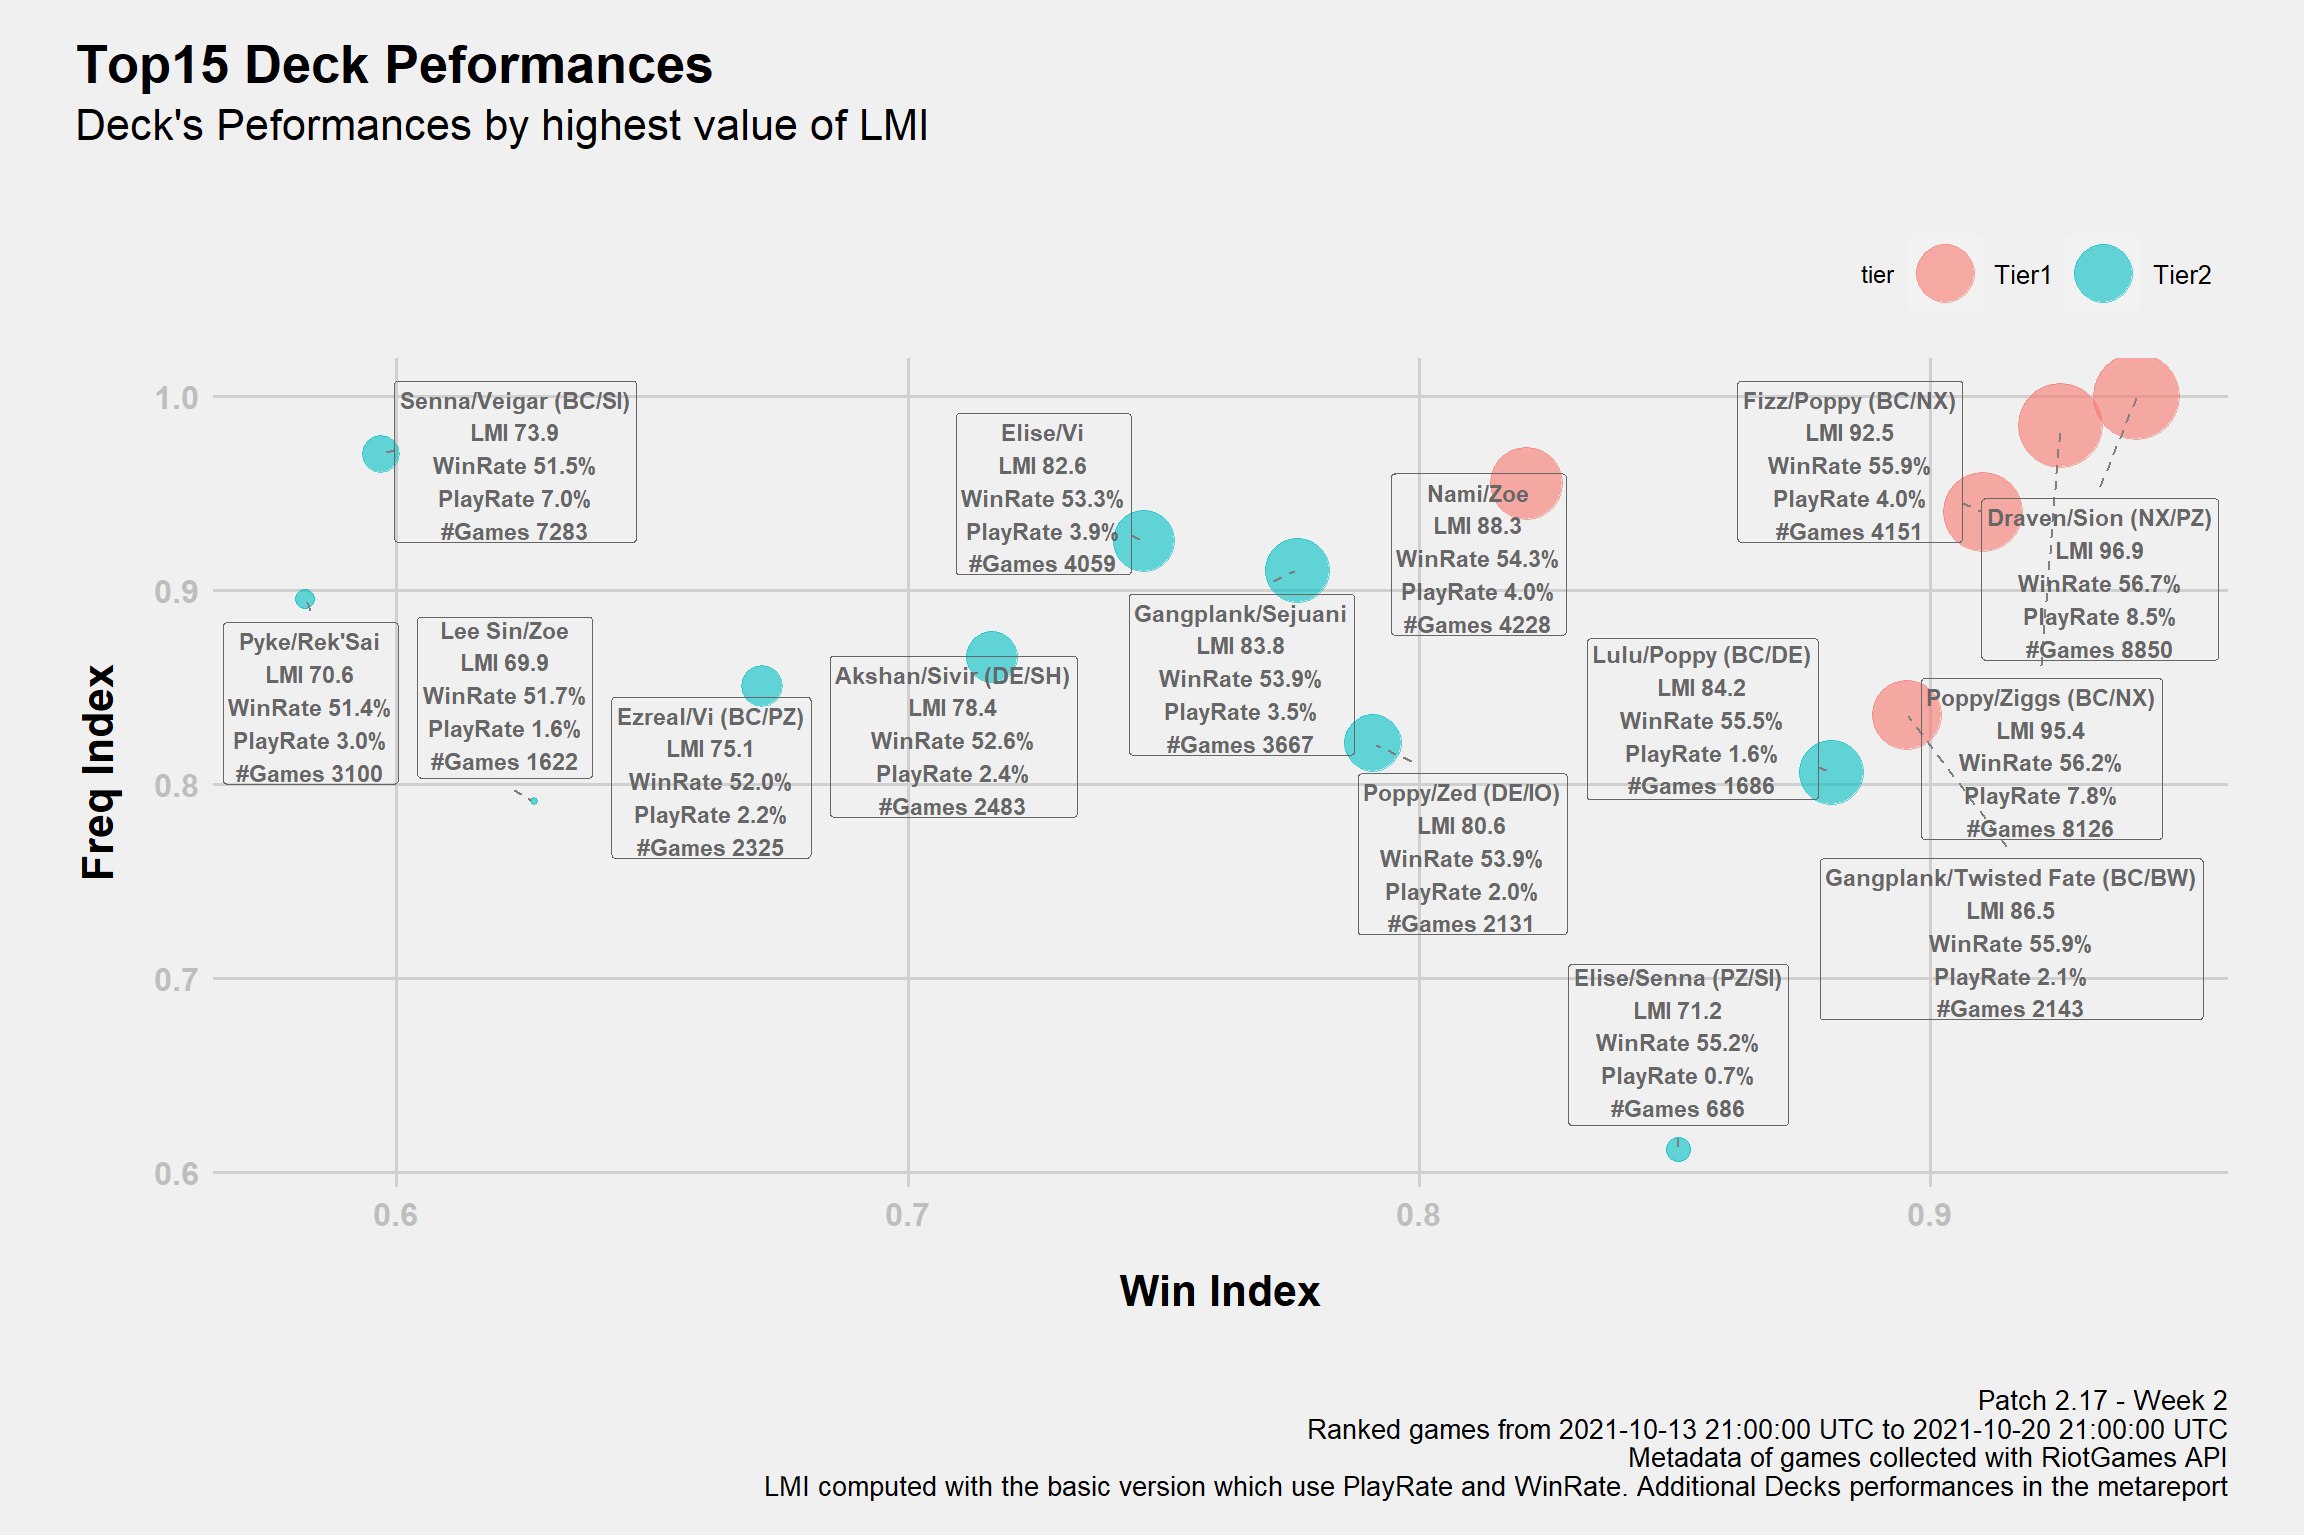 Top15 Deck Peformances
Deck's Peformances by highest value of LMI
tier
Tier1
Tier2
Freq Index
1.0
0.9
0.8
0.7
0.6
Senna/Veigar (BC/SI)
LMI 73.9
WinRate 51.5%
PlayRate 7.0%
#Games 7283
Elise/Vi
LMI 82.6
WinRate 53.3%
PlayRate 3.9%
#Games 4059
Nami/Zoe
LMI 88.3
WinRate 54.3%
PlayRate 4.0%
#Games 4228
Fizz/Poppy (BC/NX)
LMI 92.5
WinRate 55.9%
PlayRate 4.0%
#Games 4151
Draven/Sion (NX/PZ)
LMI 96.9
WinRate 56.7%
PlayRate 8.5%
#Games 8850
Pyke/Rek'Sai
LMI 70.6
WinRate 51.4%
PlayRate 3.0%
#Games 3100
Lee Sin/Zoe
LMI 69.9
WinRate 51.7%
PlayRate 1.6%
#Games 1622
Ezreal/Vi (BC/PZ)
LMI 75.1
WinRate 52.0%
PlayRate 2.2%
#Games 2325
Akshan/Sivir (DE/SH)
LMI 78.4
WinRate 52.6%
PlayRate 2.4%
#Games 2483
Gangplank/Sejuani
LMI 83.8
WinRate 53.9%
PlayRate 3.5%
#Games 3667
Poppy/Zed (DE/IO)
LMI 80.6
WinRate 53.9%
PlayRate 2.0%
#Games 2131
Lulu/Poppy (BC/DE)
LMI 84.2
WinRate 55.5%
PlayRate 1.6%
#Games 1686
Poppy/Ziggs (BC/NX)
LMI 95.4
WinRate 56.2%
PlayRate 7.8%
#Games 8126
Gangplank/Twisted Fate (BC/BW)
LMI 86.5
WinRate 55.9%
PlayRate 2.1%
#Games 2143
Elise/Senna (PZ/SI)
LMI 71.2
WinRate 55.2%
PlayRate 0.7%
#Games 686
0.6
0.7
0.8
0.9
Win Index
Patch 2.17 - Week 2
Ranked games from 2021-10-13 21:00:00 UTC to 2021-10-20 21:00:00 UTC
Metadata of games collected with RiotGames API
LMI computed with the basic version which use PlayRate and WinRate. Additional Decks performances in the metareport